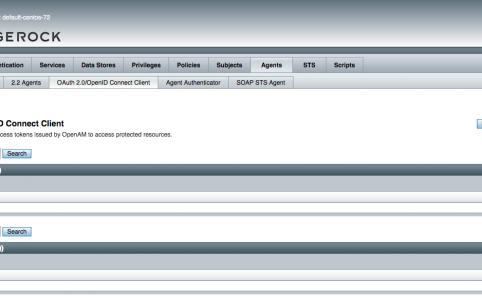 default-centos-72
GEROCK
ntication Services Data Stores Privileges Policies Subjects Agents STS Scripts
2.2 Agents OAuth 2.0/OpenID Connect Client Agent Authenticator SOAP STS Agent
D Connect Client
cess tokens issued by OpenAM to access protected resources.
Search
)
Search
))